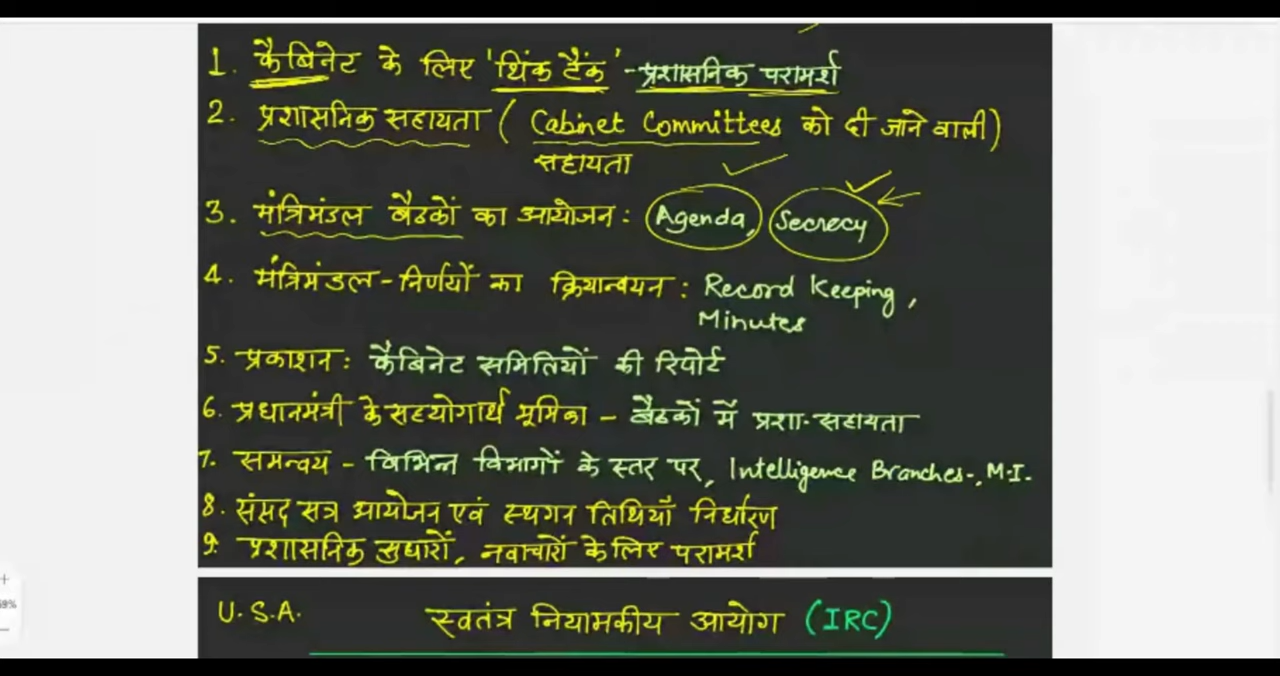 1. कैबिनेट के लिए 'थिंक टैंक' - प्रशासनिक परामर्श
2. प्रशासनिक सहायता ( Cabinet Committees को दी जाने वाली)
सहायता
3. मंत्रिमंडल बैठकों का आयोजन : Agenda, Secrecy
4. मंत्रिमंडल - निर्णयों का क्रियान्वयन : Record Keeping,
Minutes
5. प्रकाशन : कैबिनेट समितियों की रिपोर्ट
6. प्रधानमंत्री के सहयोगार्थ भूमिका - बैठकों में प्रशा. सहायता
7. समन्वय - विभिन्न विभागों के स्तर पर, Intelligence Branches-, M.I.
8. संसद सत्र आयोजन एवं स्थगन तिथियाँ निर्धारण
9. प्रशासनिक सुधारों, नवाचारों के लिए परामर्श
U.S.A. स्वतंत्र नियामकीय आयोग (IRC)